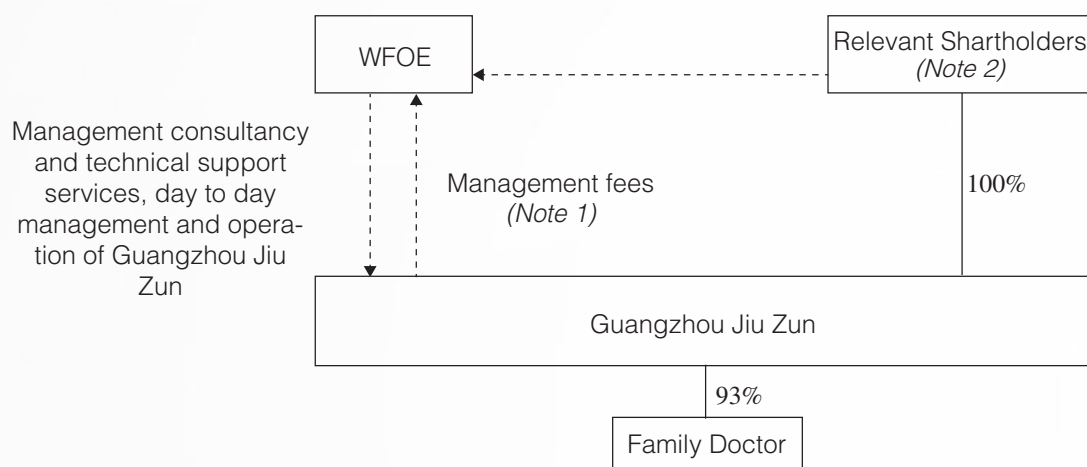 WFOE
Relevant Shartholders
(Note 2)
Management consultancy
and technical support
services, day to day
management and opera-
tion of Guangzhou Jiu
Zun
Management fees
(Note 1)
100%
Guangzhou Jiu Zun
93%
Family Doctor